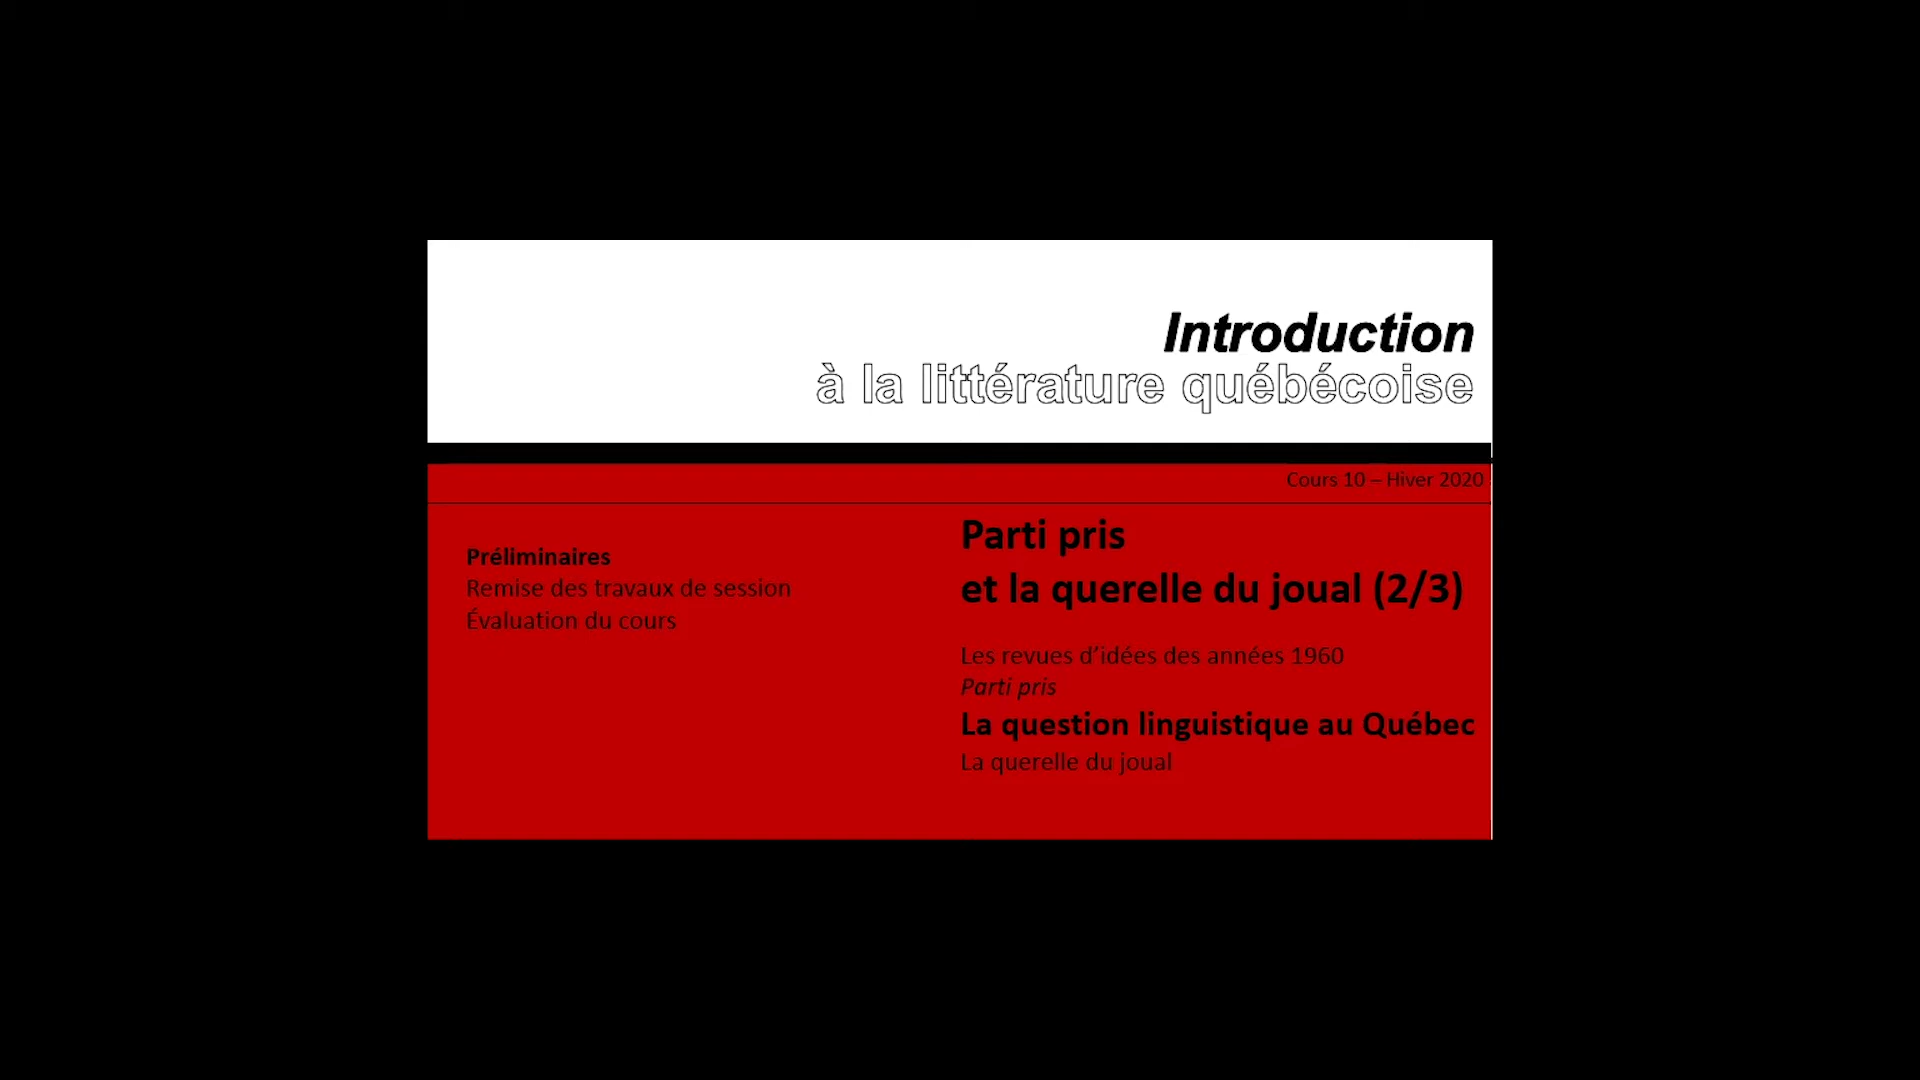 Introduction
à la littérature québécoise
Cours 10 – Hiver 2020
Préliminaires
Remise des travaux de session
Évaluation du cours
Parti pris
et la querelle du joual (2/3)
Les revues d’idées des années 1960
Parti pris
La question linguistique au Québec
La querelle du joual